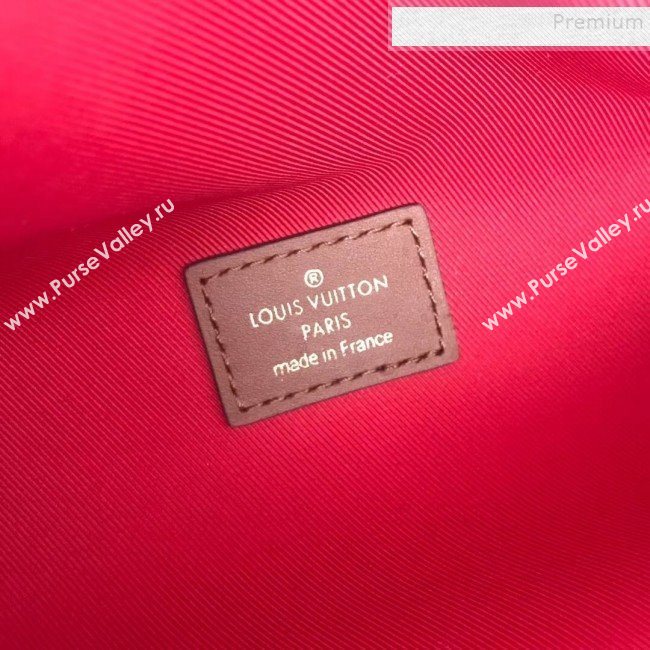 Premium
www.PurseValley.ru
www.PurseValley.ru
®
LOUIS VUITTON
PARIS
made in France